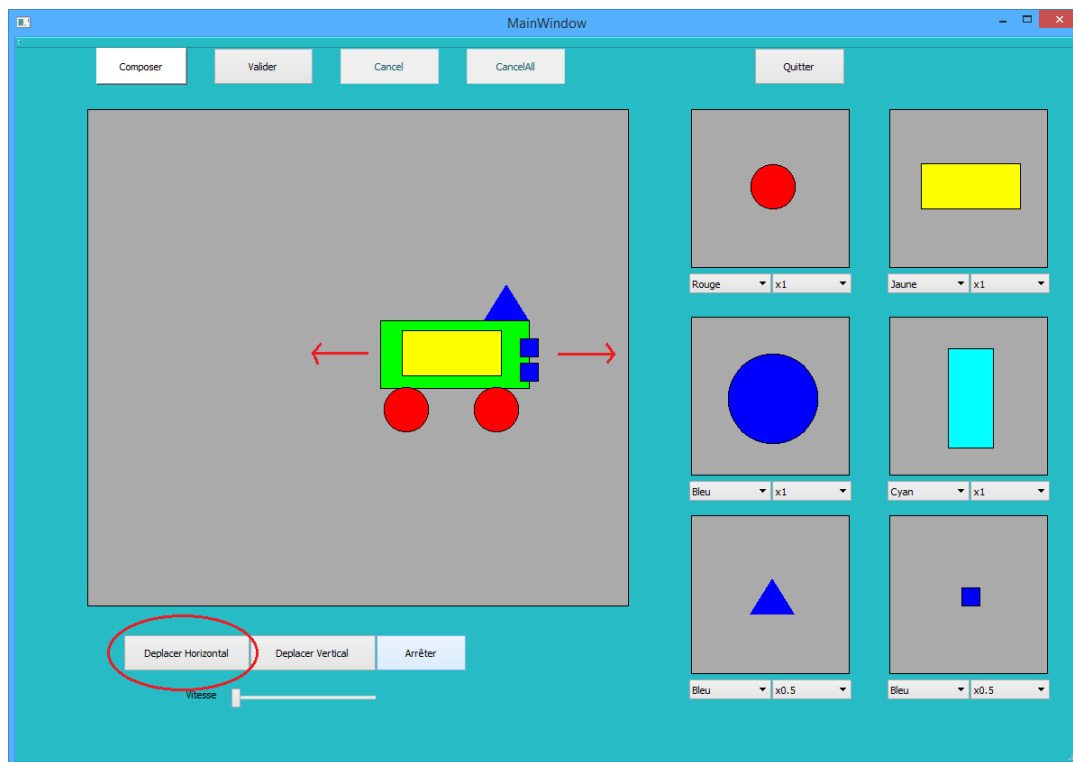 MainWindow
Composer Valider Cancel CancelAll Quitter
Rouge x1 Jaune x1
Bleu x1 Cyan x1
Bleu x0.5 Bleu x0.5
Deplacer Horizontal Deplacer Vertical Arrêter
Vitesse